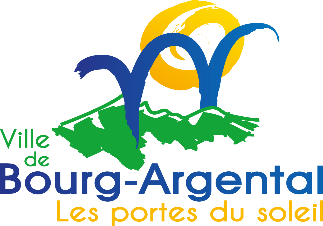 Ville
de
Bourg-Argental
Les portes du soleil